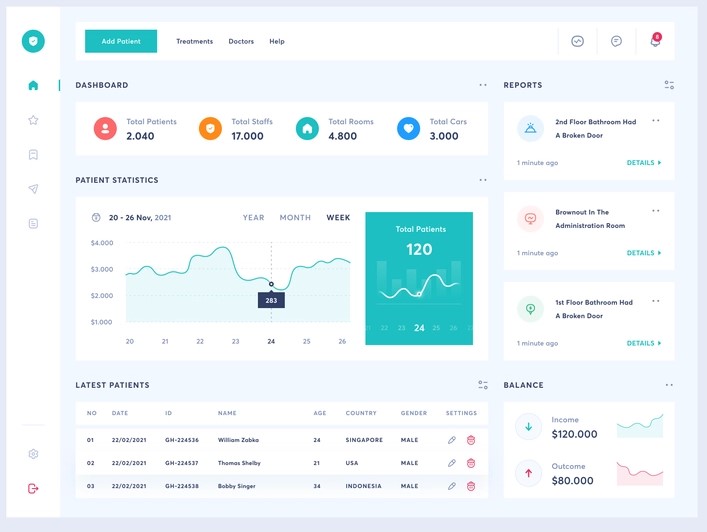 Add Patient
Treatments
Doctors
Help
8
DASHBOARD
Total Patients
2.040
Total Staffs
17.000
Total Rooms
4.800
Total Cars
3.000
PATIENT STATISTICS
20 - 26 Nov, 2021
YEAR
MONTH
WEEK
$4.000
$3.000
$2.000
$1.000
283
20 21 22 23 24 25 26
Total Patients
120
22 23 24 25 26
LATEST PATIENTS
NO DATE ID NAME AGE COUNTRY GENDER SETTINGS
01 22/02/2021 GH-224536 William Zabka 24 SINGAPORE MALE
02 22/02/2021 GH-224537 Thomas Shelby 21 USA MALE
03 22/02/2021 GH-224538 Bobby Singer 34 INDONESIA MALE
REPORTS
2nd Floor Bathroom Had
A Broken Door
1 minute ago
DETAILS
Brownout In The
Administration Room
1 minute ago
DETAILS
1st Floor Bathroom Had
A Broken Door
1 minute ago
DETAILS
BALANCE
Income
$120.000
Outcome
$80.000